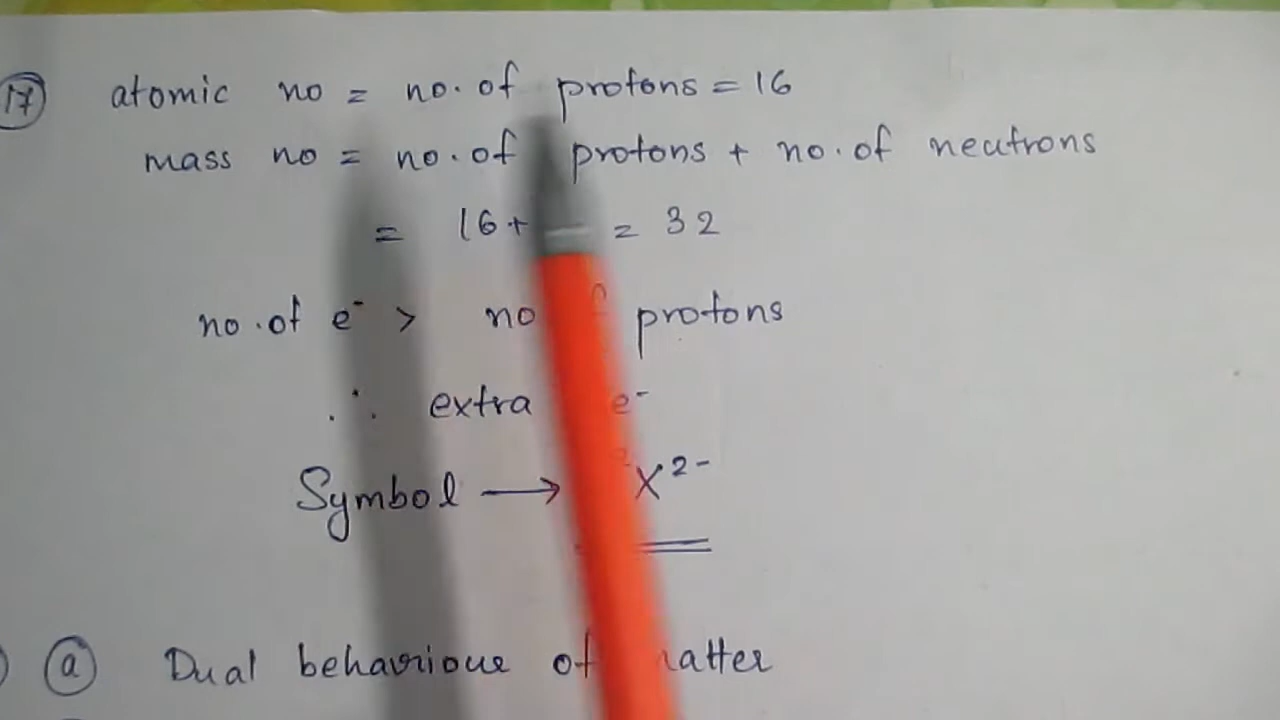 17 atomic no = no. of protons = 16
mass no = no. of protons + no. of neutrons
= 16 + = 32
no. of e⁻ > no protons
∴ extra e⁻
Symbol → X²⁻
a Dual behaviour of